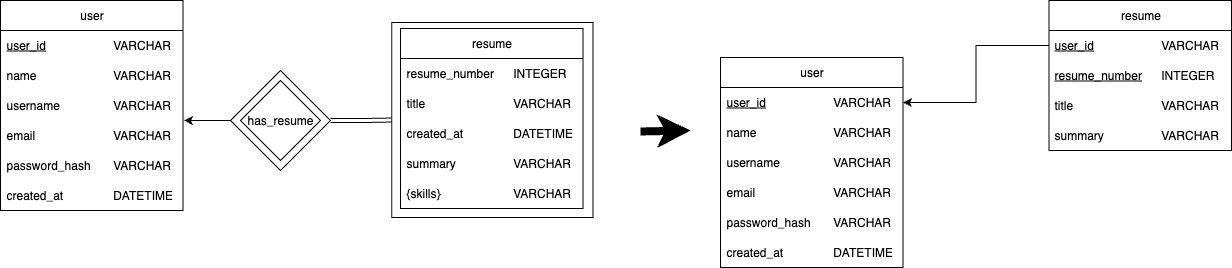 user
user_id VARCHAR
name VARCHAR
username VARCHAR
email VARCHAR
password_hash VARCHAR
created_at DATETIME
has_resume
resume
resume_number INTEGER
title VARCHAR
created_at DATETIME
summary VARCHAR
{skills} VARCHAR
user
user_id VARCHAR
name VARCHAR
username VARCHAR
email VARCHAR
password_hash VARCHAR
created_at DATETIME
resume
user_id VARCHAR
resume_number INTEGER
title VARCHAR
summary VARCHAR